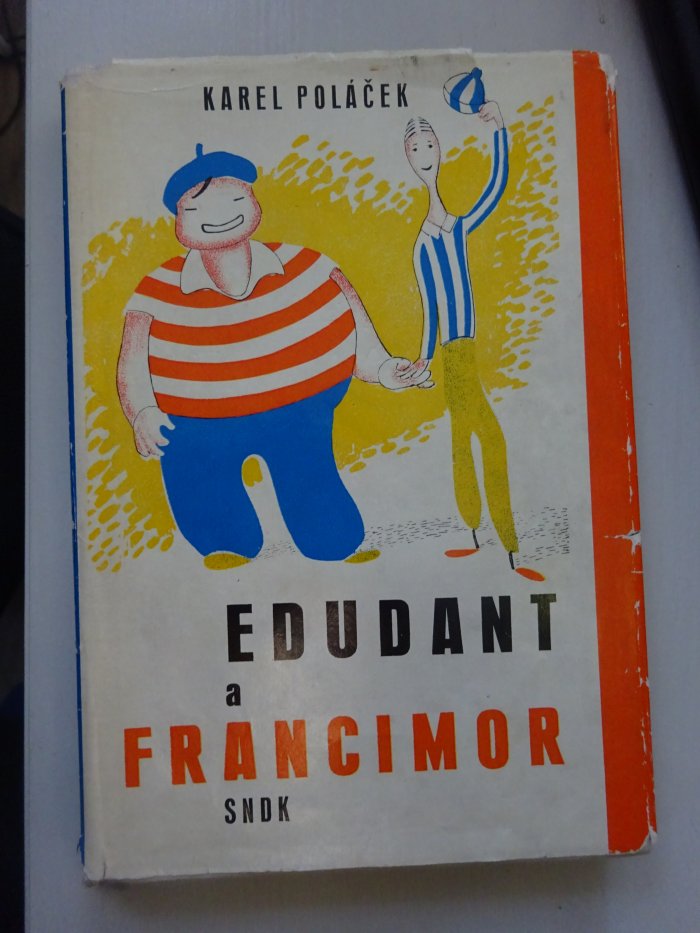 KAREL POLÁČEK
EDUDANT
a
FRANCIMOR
SNDK